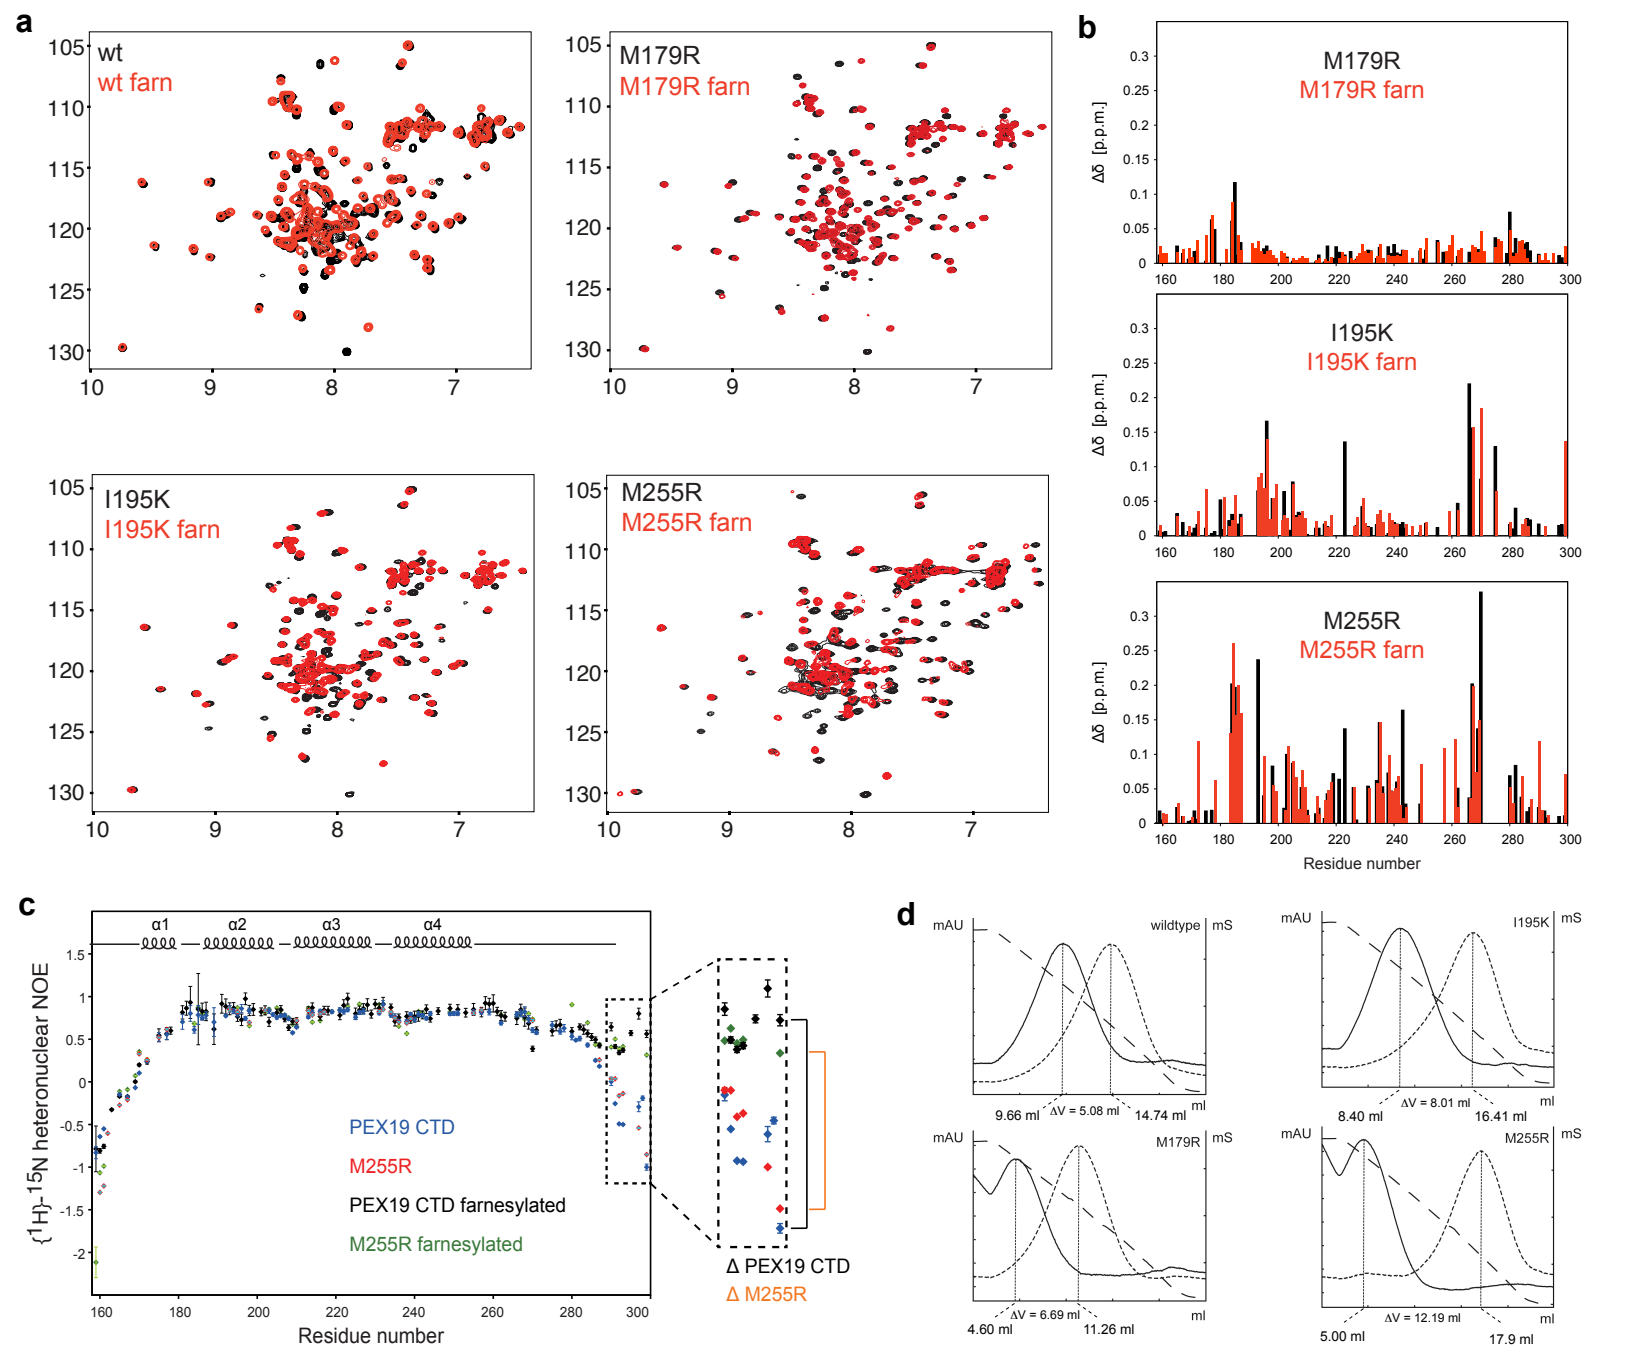 a
wt
wt farn
105
110
115
120
125
130
10 9 8 7
M179R
M179R farn
105
110
115
120
125
130
10 9 8 7
I195K
I195K farn
105
110
115
120
125
130
10 9 8 7
M255R
M255R farn
105
110
115
120
125
130
10 9 8 7
b
M179R
M179R farn
Δδ [p.p.m.]
0.3
0.25
0.2
0.15
0.1
0.05
0
160 180 200 220 240 260 280 300
I195K
I195K farn
Δδ [p.p.m.]
0.3
0.25
0.2
0.15
0.1
0.05
0
160 180 200 220 240 260 280 300
M255R
M255R farn
Δδ [p.p.m.]
0.3
0.25
0.2
0.15
0.1
0.05
0
160 180 200 220 240 260 280 300
Residue number
c
α1 α2 α3 α4
{1H}-15N heteronuclear NOE
1.5
1
0.5
0
-0.5
-1
-1.5
-2
PEX19 CTD
M255R
PEX19 CTD farnesylated
M255R farnesylated
160 180 200 220 240 260 280 300
Residue number
Δ PEX19 CTD
Δ M255R
d
mAU wildtype mS
ml
9.66 ml ΔV = 5.08 ml 14.74 ml
mAU I195K mS
ml
8.40 ml ΔV = 8.01 ml 16.41 ml
mAU M179R mS
ml
4.60 ml ΔV = 6.69 ml 11.26 ml
mAU M255R mS
ml
5.00 ml ΔV = 12.19 ml 17.9 ml